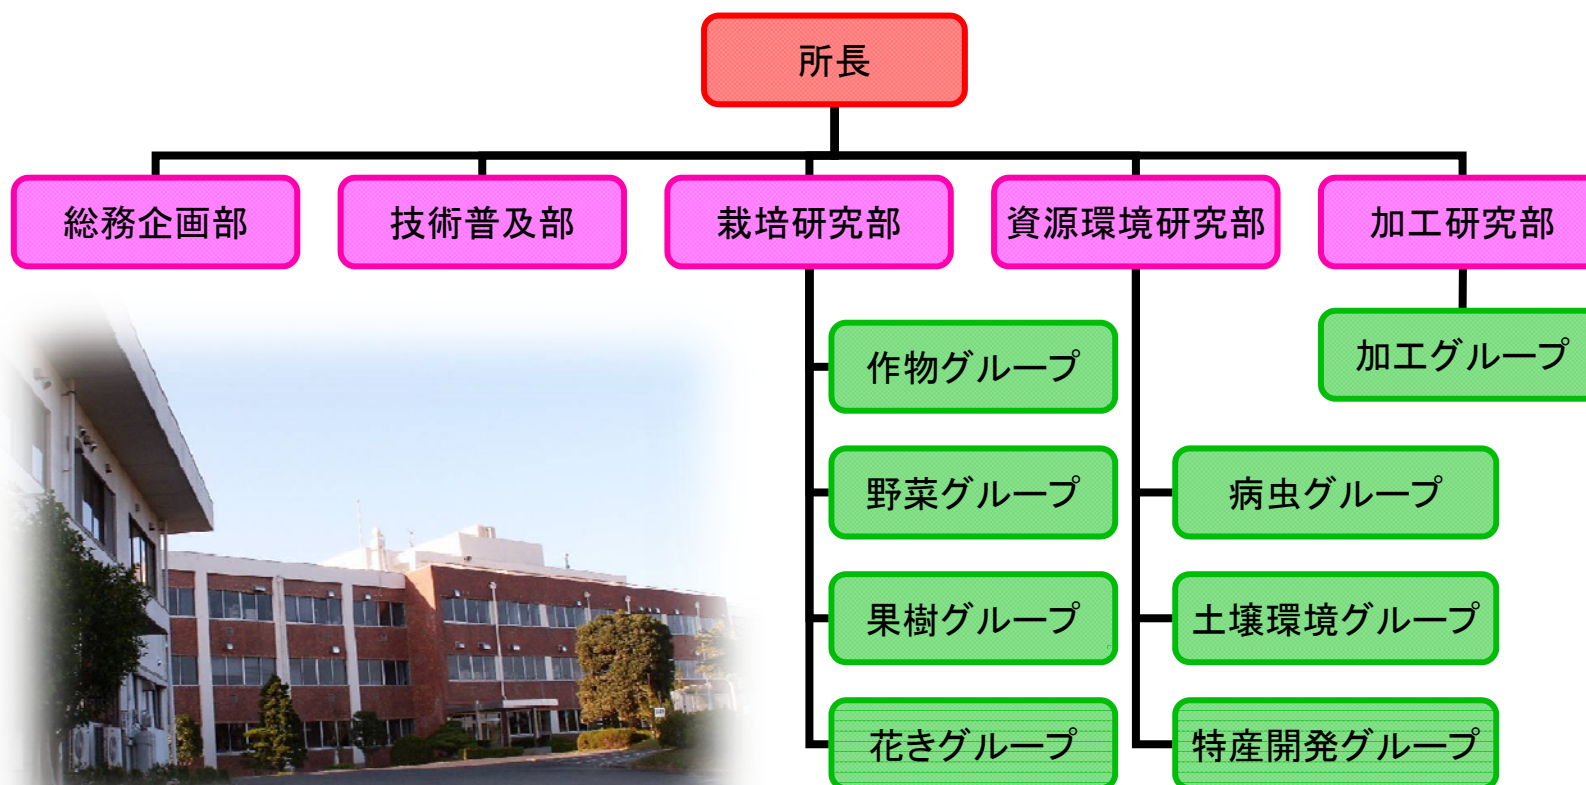 所長
総務企画部
技術普及部
栽培研究部
資源環境研究部
加工研究部
作物グループ
加工グループ
野菜グループ
病虫グループ
果樹グループ
土壌環境グループ
花きグループ
特産開発グループ